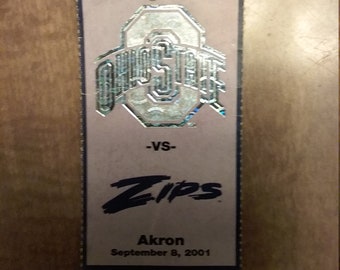 OHIO STATE
-VS-
ZIPS
Akron
September 8, 2001